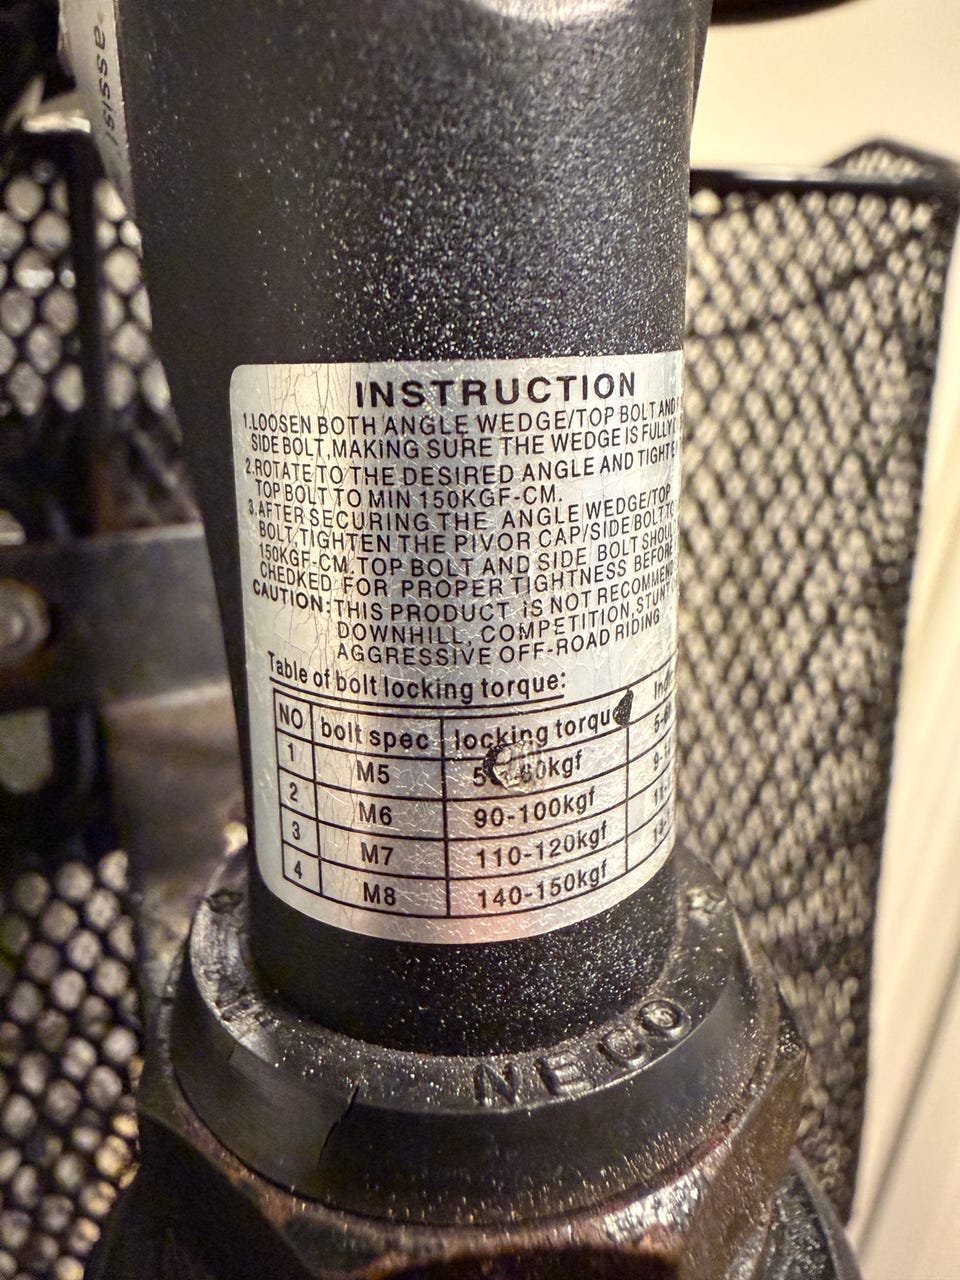 assist
INSTRUCTION
1.LOOSEN BOTH ANGLE WEDGE/TOP BOLT AND
SIDE BOLT,MAKING SURE THE WEDGE IS FULLY
2.ROTATE TO THE DESIRED ANGLE AND
TOP BOLT TO MIN 150KGF-CM.
3.AFTER SECURING THE ANGLE WEDGE/TOP
BOLT,TIGHTEN THE PIVOR CAP/SIDE BOLT
150KGF-CM.TOP BOLT AND SIDE BOLT
CHEDKED FOR PROPER TIGHTNESS BEFORE
CAUTION:THIS PRODUCT IS NOT
DOWNHILL, COMPETITION,STUNT
AGGRESSIVE OFF-ROAD RIDING
Table of bolt locking torque:
NO bolt spec locking
1 M5
2 M6 90-100kgf
3 M7 110-120kgf
4 M8 140-150kgf
NECO